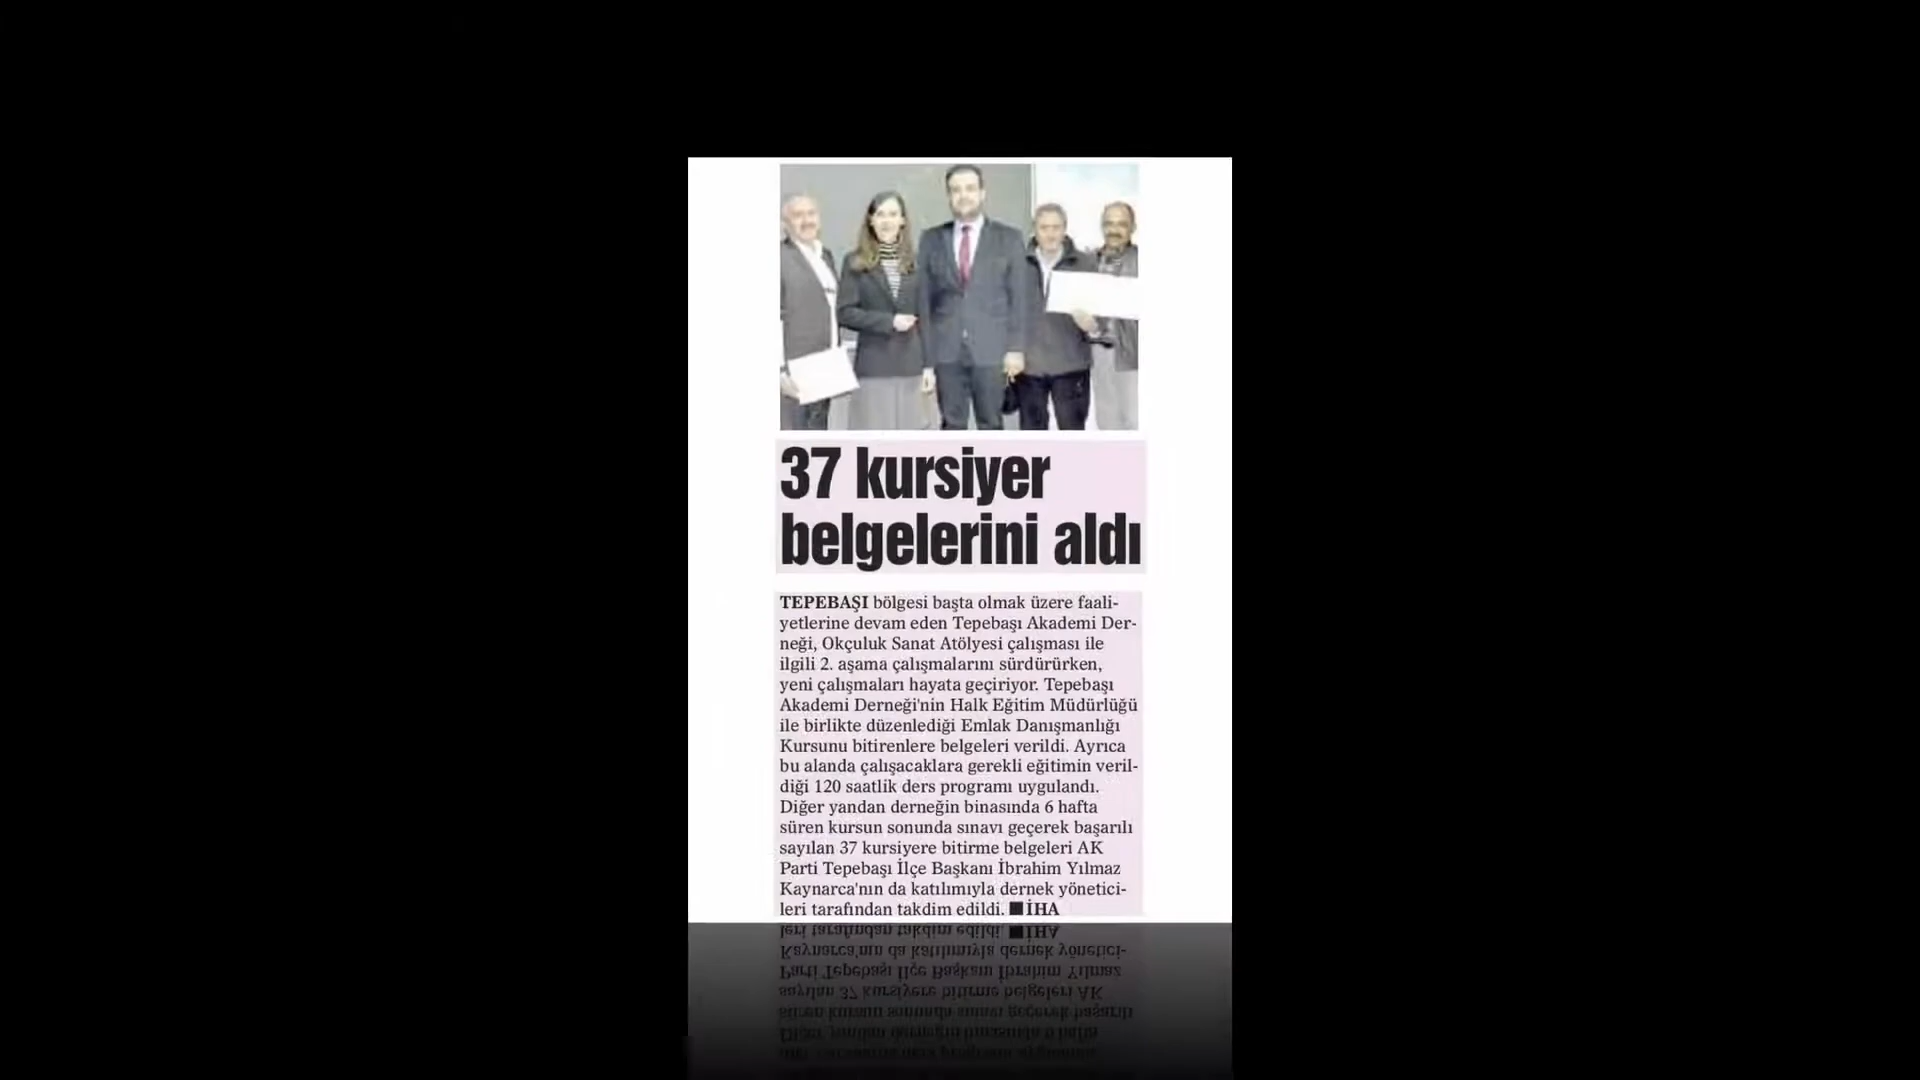 37 kursiyer
belgelerini aldı
TEPEBAŞI bölgesi başta olmak üzere faali-
yetlerine devam eden Tepebaşı Akademi Der-
neği, Okçuluk Sanat Atölyesi çalışması ile
ilgili 2. aşama çalışmalarını sürdürürken,
yeni çalışmaları hayata geçiriyor. Tepebaşı
Akademi Derneği'nin Halk Eğitim Müdürlüğü
ile birlikte düzenlediği Emlak Danışmanlığı
Kursunu bitirenlere belgeleri verildi. Ayrıca
bu alanda çalışacaklara gerekli eğitimin veril-
diği 120 saatlik ders programı uygulandı.
Diğer yandan derneğin binasında 6 hafta
süren kursun sonunda sınavı geçerek başarılı
sayılan 37 kursiyere bitirme belgeleri AK
Parti Tepebaşı İlçe Başkanı İbrahim Yılmaz
Kaynarca'nın da katılımıyla dernek yönetici-
leri tarafından takdim edildi. ■ İHA